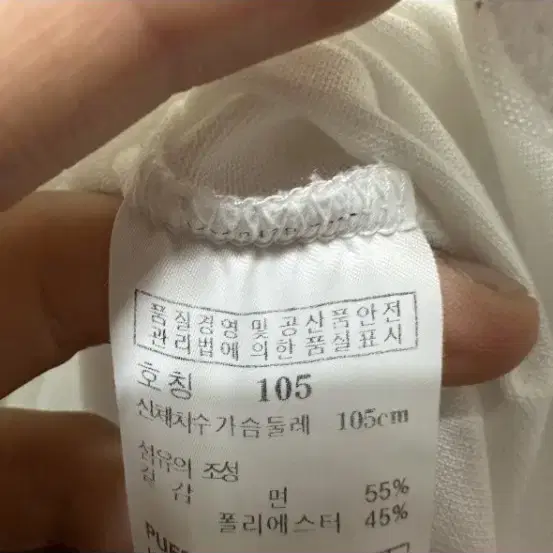 품질경영 및 공산품안전
관리법에 의한 품질표시
호칭 105
신체치수 가슴둘레 105cm
섬유의 조성
겉감 면 55%
폴리에스터 45%